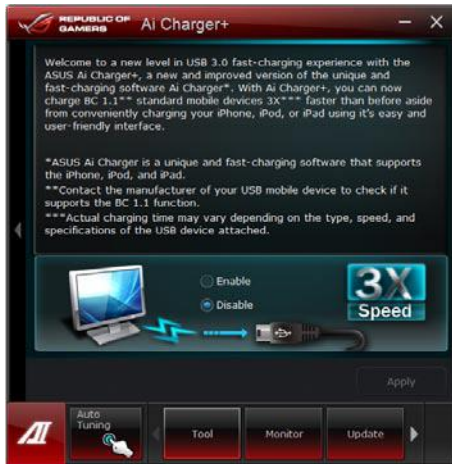 REPUBLIC OF
GAMERS
Ai Charger+
Welcome to a new level in USB 3.0 fast-charging experience with the
ASUS Ai Charger+, a new and improved version of the unique and
fast-charging software Ai Charger*. With Ai Charger+, you can now
charge BC 1.1** standard mobile devices 3X*** faster than before aside
from conveniently charging your iPhone, iPod, or iPad using it's easy and
user-friendly interface.
*ASUS Ai Charger is a unique and fast-charging software that supports
the iPhone, iPod, and iPad.
**Contact the manufacturer of your USB mobile device to check if it
supports the BC 1.1 function.
***Actual charging time may vary depending on the type, speed, and
specifications of the USB device attached.
Enable
Disable
3X
Speed
Apply
AI
Auto
Tuning
Tool
Monitor
Update